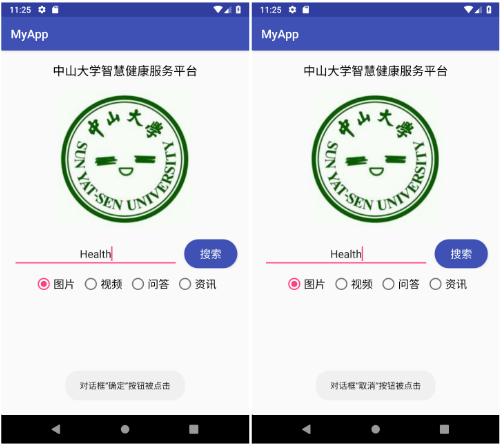 11:25
MyApp
中山大学智慧健康服务平台
中山大学
SUN YAT-SEN UNIVERSITY
Health
搜索
图片 视频 问答 资讯
对话框“确定”按钮被点击
11:25
MyApp
中山大学智慧健康服务平台
中山大学
SUN YAT-SEN UNIVERSITY
Health
搜索
图片 视频 问答 资讯
对话框“取消”按钮被点击